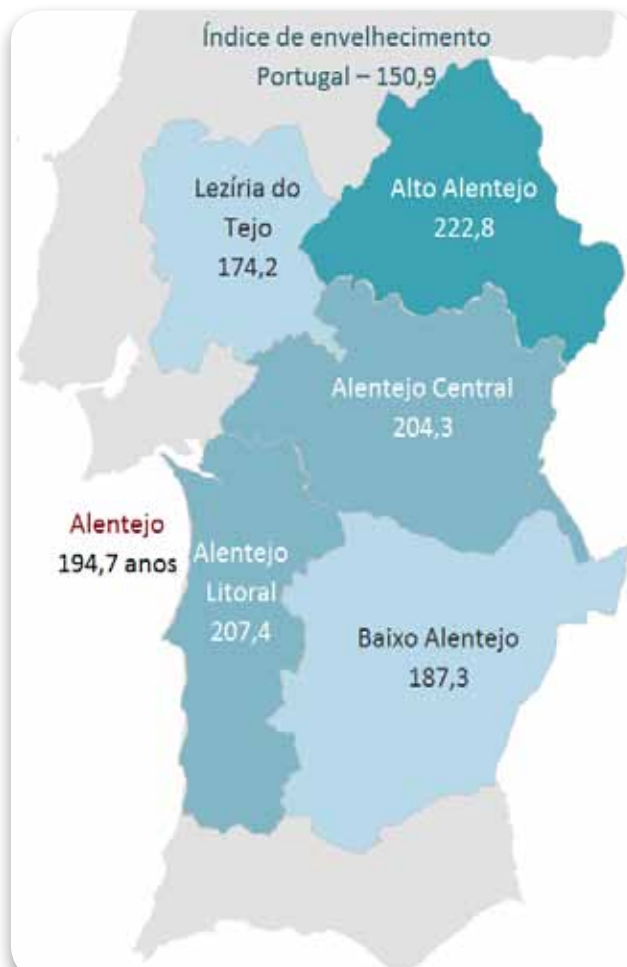 Índice de envelhecimento
Portugal – 150,9
Lezíria do
Tejo
174,2
Alto Alentejo
222,8
Alentejo Central
204,3
Alentejo
194,7 anos
Alentejo
Litoral
207,4
Baixo Alentejo
187,3